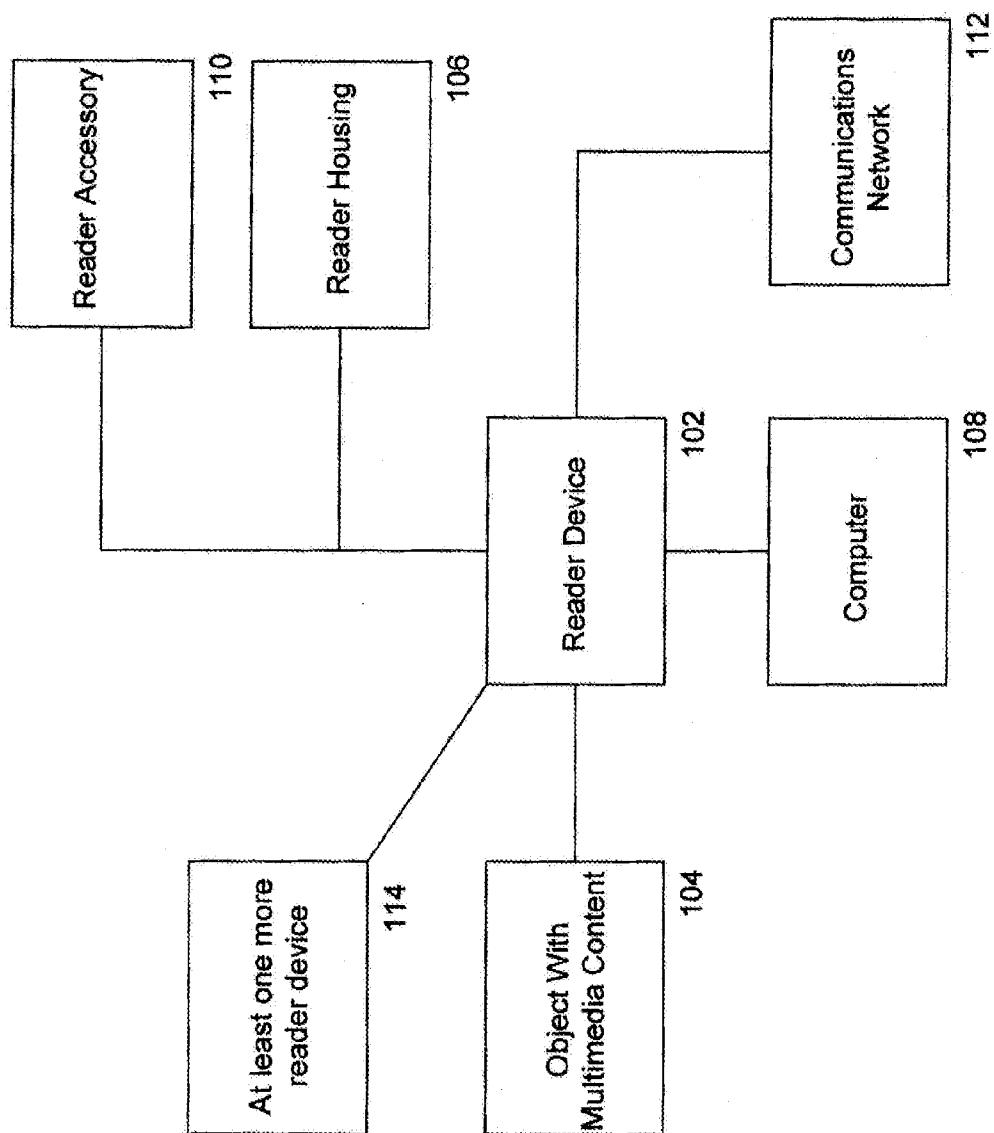 Reader Accessory
110
Reader Housing
106
Communications
Network
112
Reader Device
102
Computer
108
At least one more
reader device
114
Object With
Multimedia Content
104